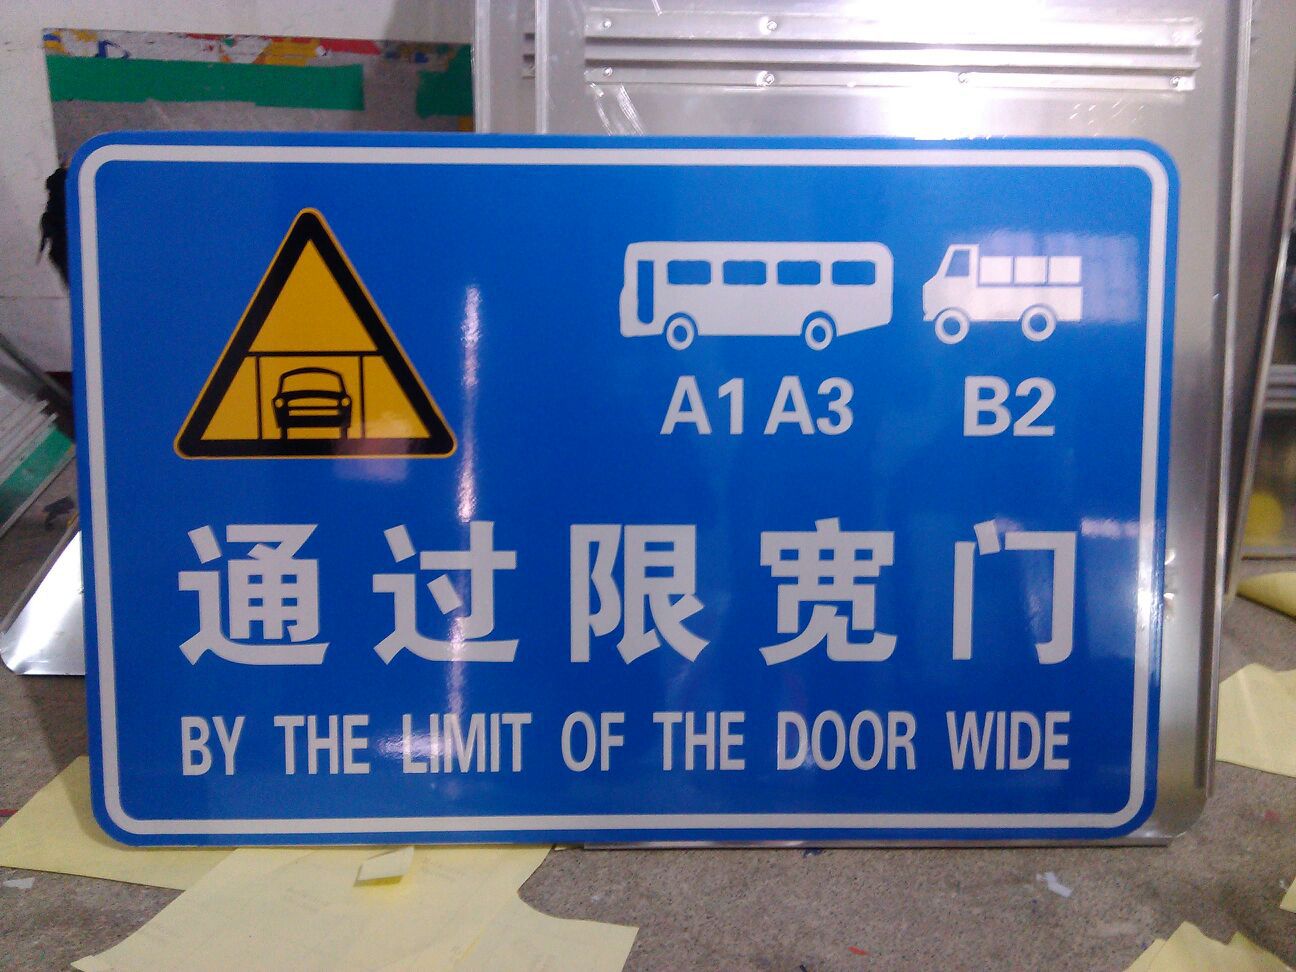 A1 A3 B2
通过限宽门
BY THE LIMIT OF THE DOOR WIDE